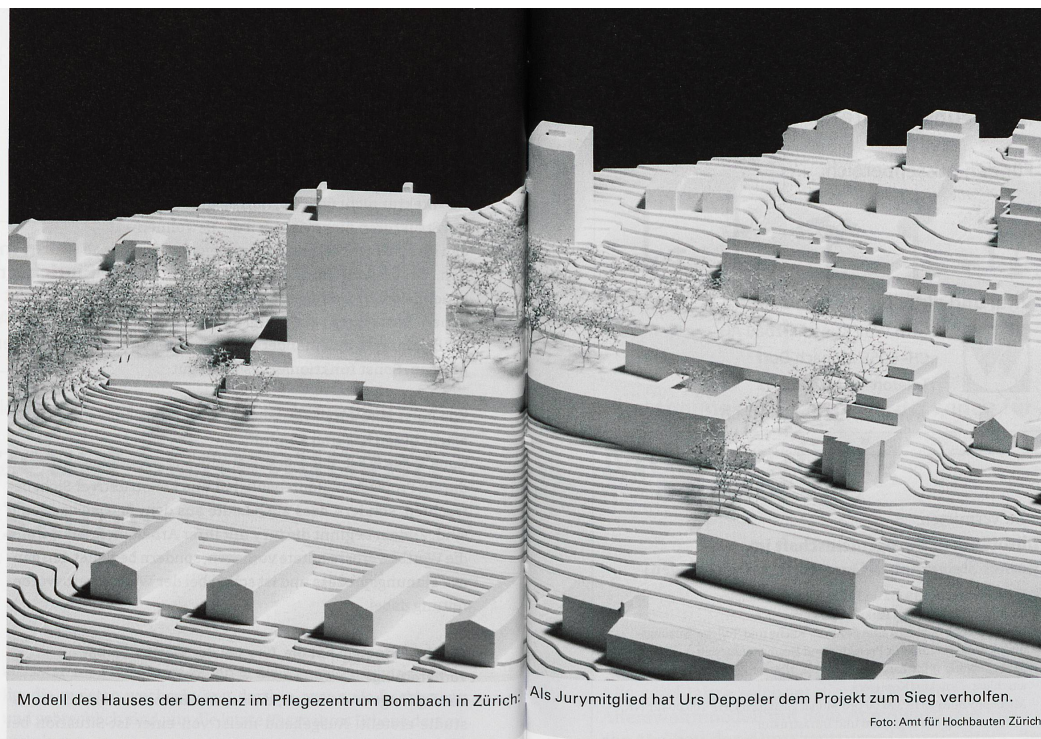 Modell des Hauses der Demenz im Pflegezentrum Bombach in Zürich: Als Jurymitglied hat Urs Deppeler dem Projekt zum Sieg verholfen.
Foto: Amt für Hochbauten Zürich